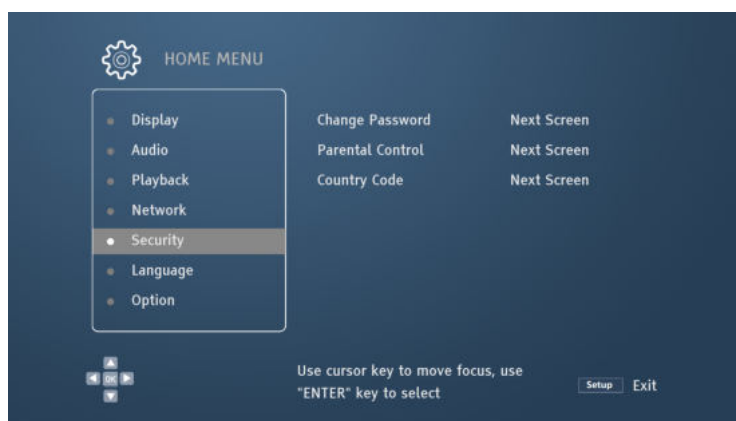 HOME MENU
Display
Audio
Playback
Network
Security
Language
Option
Change Password Next Screen
Parental Control Next Screen
Country Code Next Screen
OK
Use cursor key to move focus, use
"ENTER" key to select
Setup Exit